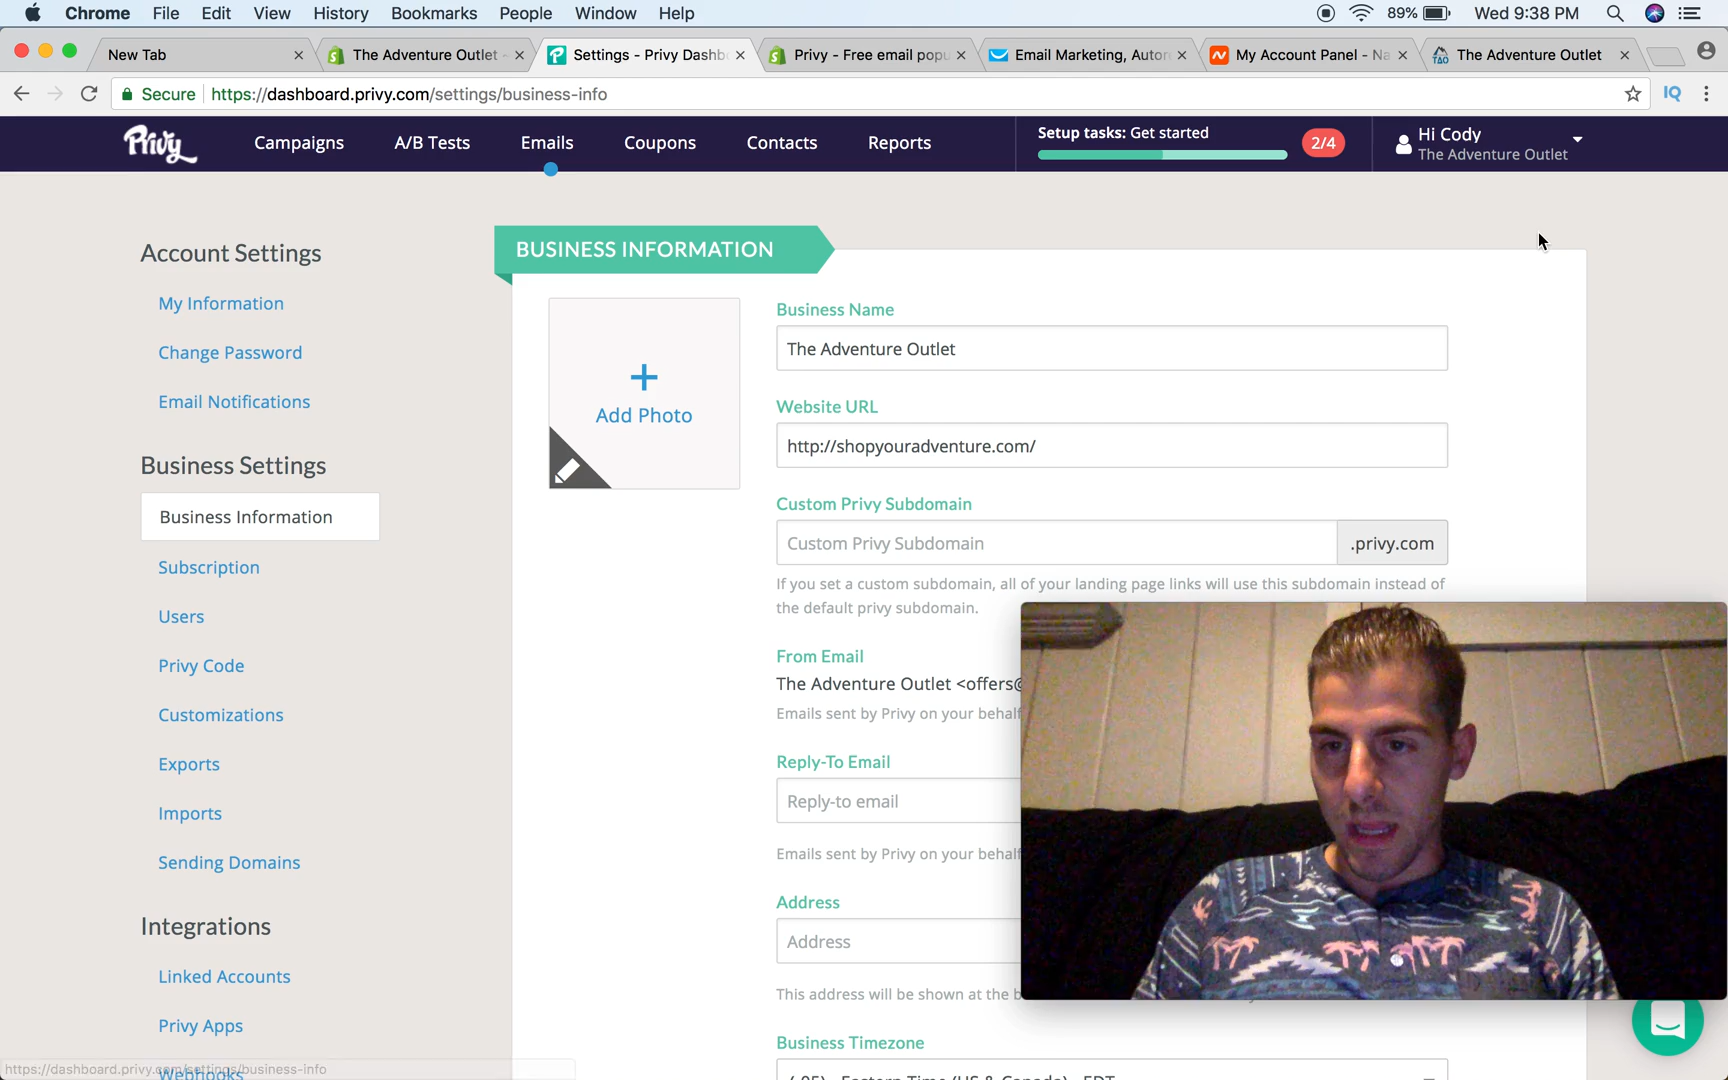 Chrome File Edit View History Bookmarks People Window Help 89% Wed 9:38 PM
New Tab The Adventure Outlet Settings - Privy Dashb Privy - Free email popu Email Marketing, Autor My Account Panel - Na The Adventure Outlet
Secure https://dashboard.privy.com/settings/business-info IQ
Privy Campaigns A/B Tests Emails Coupons Contacts Reports Setup tasks: Get started 2/4 Hi Cody
The Adventure Outlet
Account Settings
My Information
Change Password
Email Notifications
Business Settings
Business Information
Subscription
Users
Privy Code
Customizations
Exports
Imports
Sending Domains
Integrations
Linked Accounts
Privy Apps
Webhooks
https://dashboard.privy.com/settings/business-info
BUSINESS INFORMATION
Add Photo
Business Name
The Adventure Outlet
Website URL
http://shopyouradventure.com/
Custom Privy Subdomain
Custom Privy Subdomain .privy.com
If you set a custom subdomain, all of your landing page links will use this subdomain instead of
the default privy subdomain.
From Email
The Adventure Outlet <offers@
Emails sent by Privy on your behalf
Reply-To Email
Reply-to email
Emails sent by Privy on your behalf
Address
Address
This address will be shown at the b
Business Timezone
Eastern Time (US & Canada) - EDT